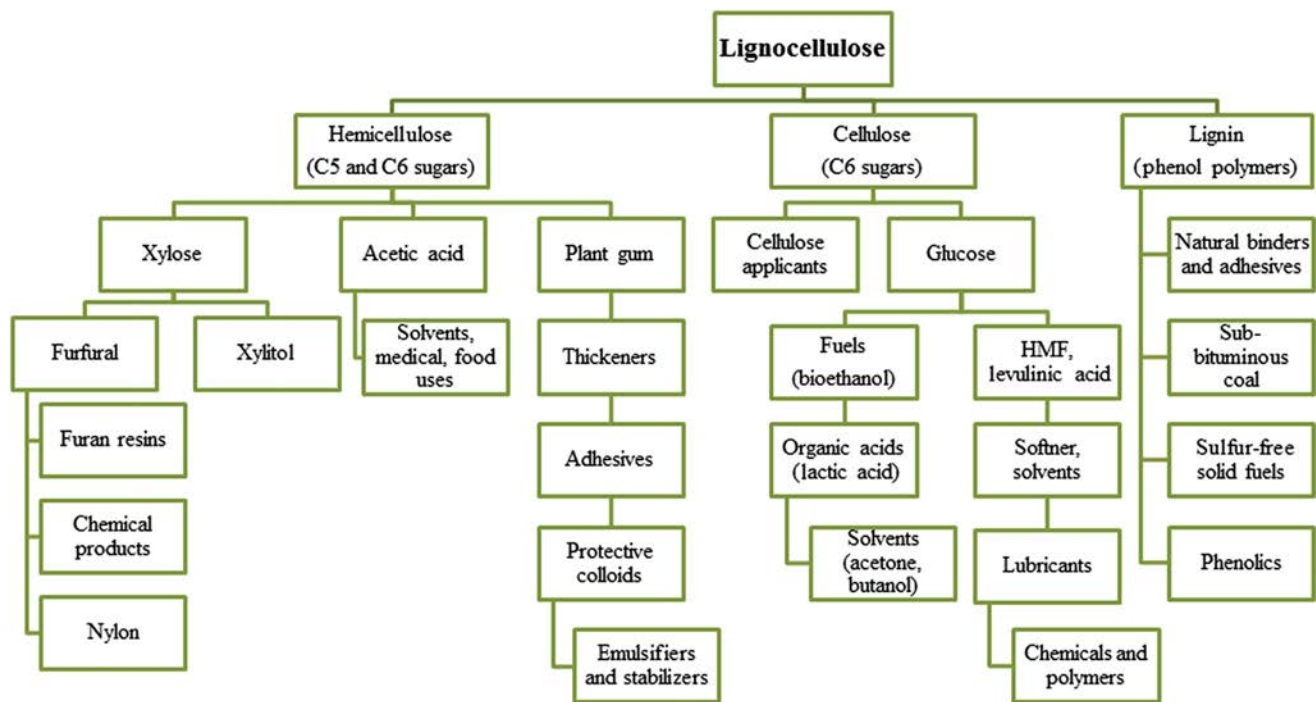 Lignocellulose
Hemicellulose
(C5 and C6 sugars)
Cellulose
(C6 sugars)
Lignin
(phenol polymers)
Xylose
Acetic acid
Plant gum
Cellulose
applicants
Glucose
Natural binders
and adhesives
Furfural
Xylitol
Solvents,
medical, food
uses
Thickeners
Fuels
(bioethanol)
HMF,
levulinic acid
Sub-
bituminous
coal
Furan resins
Adhesives
Organic acids
(lactic acid)
Softner,
solvents
Sulfur-free
solid fuels
Chemical
products
Protective
colloids
Solvents
(acetone,
butanol)
Lubricants
Phenolics
Nylon
Emulsifiers
and stabilizers
Chemicals and
polymers